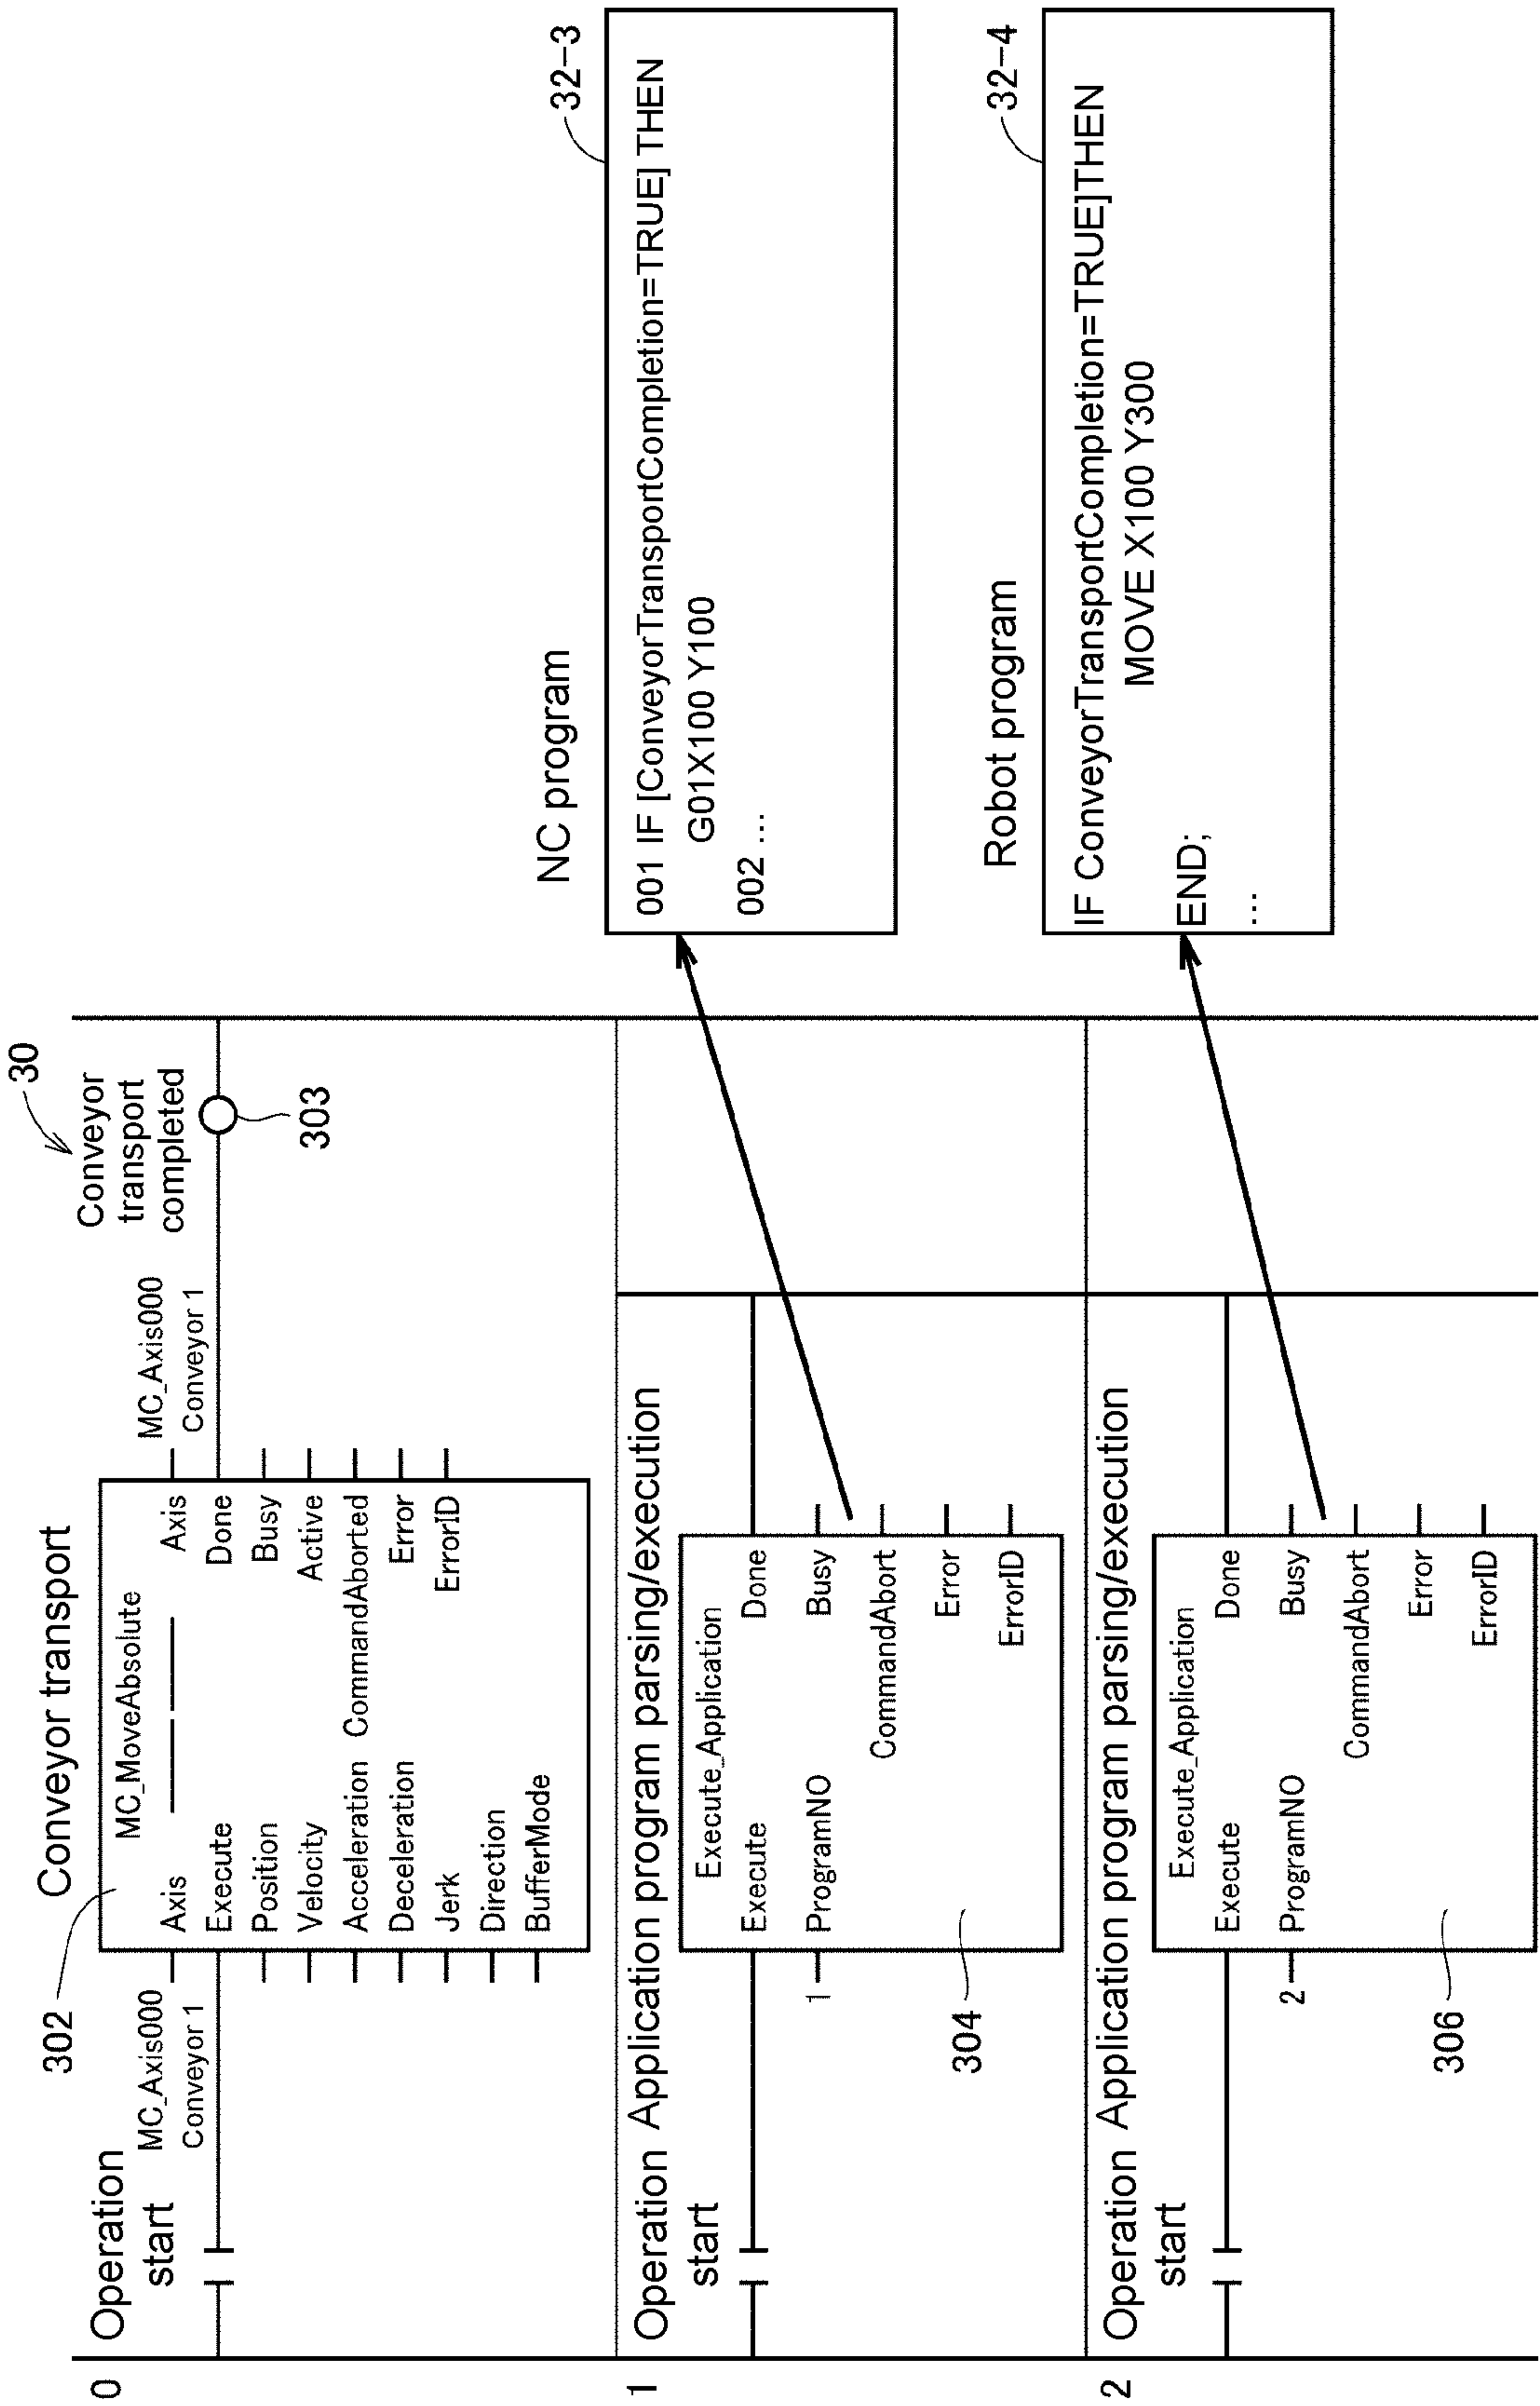 30
0
Operation
start
Conveyor transport
302
MC_Axis000
Conveyor 1
MC_MoveAbsolute
Axis
Axis
Execute
Done
Position
Busy
Velocity
Active
Acceleration
CommandAborted
Deceleration
Error
Jerk
ErrorID
Direction
BufferMode
MC_Axis000
Conveyor 1
Conveyor
transport
completed
303
1
Operation
start
Application program parsing/execution
Execute_Application
Execute
Done
1
ProgramNO
Busy
CommandAbort
Error
ErrorID
304
NC program
32-3
001 IF [ConveyorTransportCompletion=TRUE] THEN
G01X100 Y100
002 ...
2
Operation
start
Application program parsing/execution
Execute_Application
Execute
Done
2
ProgramNO
Busy
CommandAbort
Error
ErrorID
306
Robot program
32-4
IF ConveyorTransportCompletion=TRUE]THEN
MOVE X100 Y300
END;
...